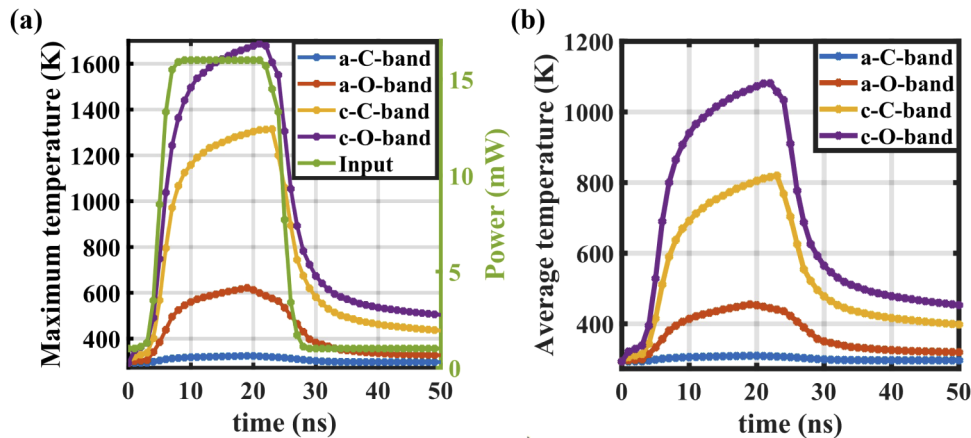 (a)
Maximum temperature (K)
1600
1400
1200
1000
800
600
400
0
10
20
30
40
50
time (ns)
15
10
5
0
Power (mW)
a-C-band
a-O-band
c-C-band
c-O-band
Input
(b)
Average temperature (K)
1200
1000
800
600
400
0
10
20
30
40
50
time (ns)
a-C-band
a-O-band
c-C-band
c-O-band